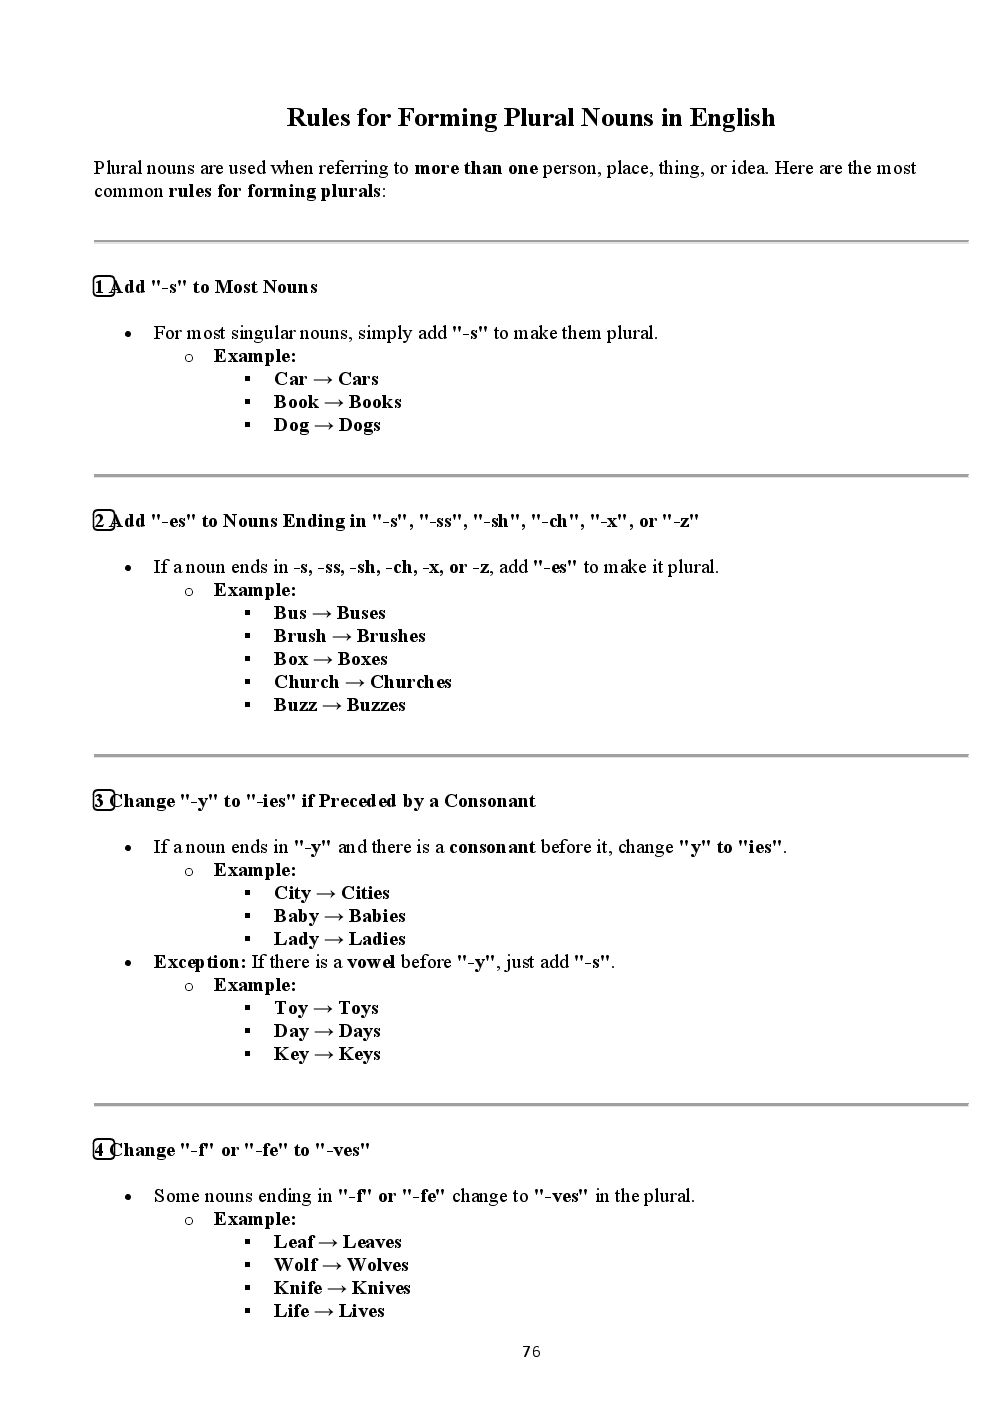 Rules for Forming Plural Nouns in English
Plural nouns are used when referring to more than one person, place, thing, or idea. Here are the most
common rules for forming plurals:
1 Add "-s" to Most Nouns
• For most singular nouns, simply add "-s" to make them plural.
o Example:
▪ Car → Cars
▪ Book → Books
▪ Dog → Dogs
2 Add "-es" to Nouns Ending in "-s", "-ss", "-sh", "-ch", "-x", or "-z"
• If a noun ends in -s, -ss, -sh, -ch, -x, or -z, add "-es" to make it plural.
o Example:
▪ Bus → Buses
▪ Brush → Brushes
▪ Box → Boxes
▪ Church → Churches
▪ Buzz → Buzzes
3 Change "-y" to "-ies" if Preceded by a Consonant
• If a noun ends in "-y" and there is a consonant before it, change "y" to "ies".
o Example:
▪ City → Cities
▪ Baby → Babies
▪ Lady → Ladies
• Exception: If there is a vowel before "-y", just add "-s".
o Example:
▪ Toy → Toys
▪ Day → Days
▪ Key → Keys
4 Change "-f" or "-fe" to "-ves"
• Some nouns ending in "-f" or "-fe" change to "-ves" in the plural.
o Example:
▪ Leaf → Leaves
▪ Wolf → Wolves
▪ Knife → Knives
▪ Life → Lives
76